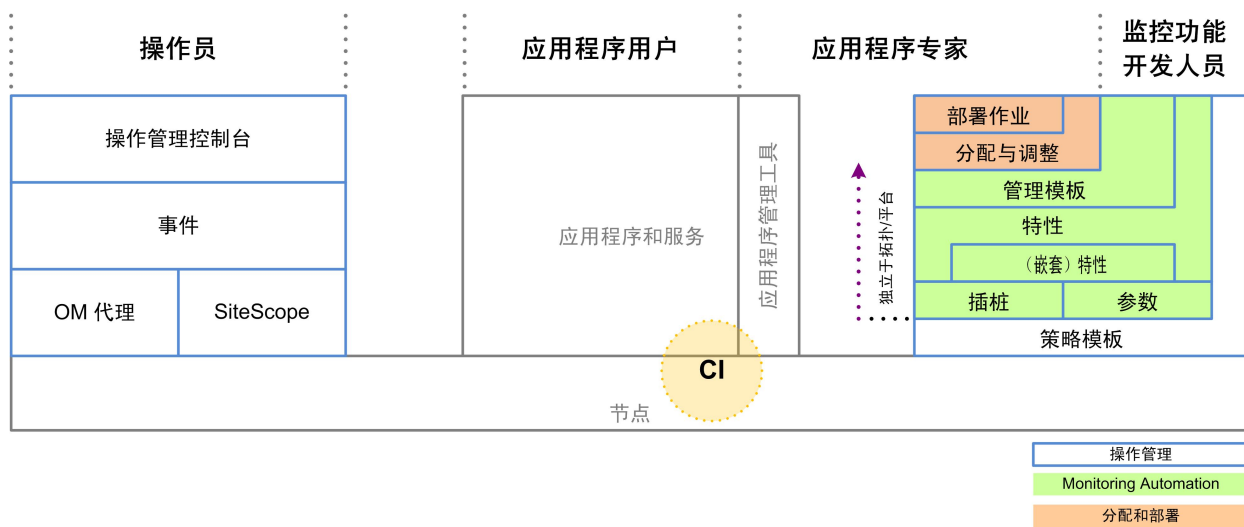 操作员
应用程序用户
应用程序专家
监控功能
开发人员
操作管理控制台
事件
OM 代理
SiteScope
应用程序和服务
应用程序管理工具
独立于拓扑/平台
部署作业
分配与调整
管理模板
特性
（嵌套）特性
插桩
参数
策略模板
CI
节点
操作管理
Monitoring Automation
分配和部署